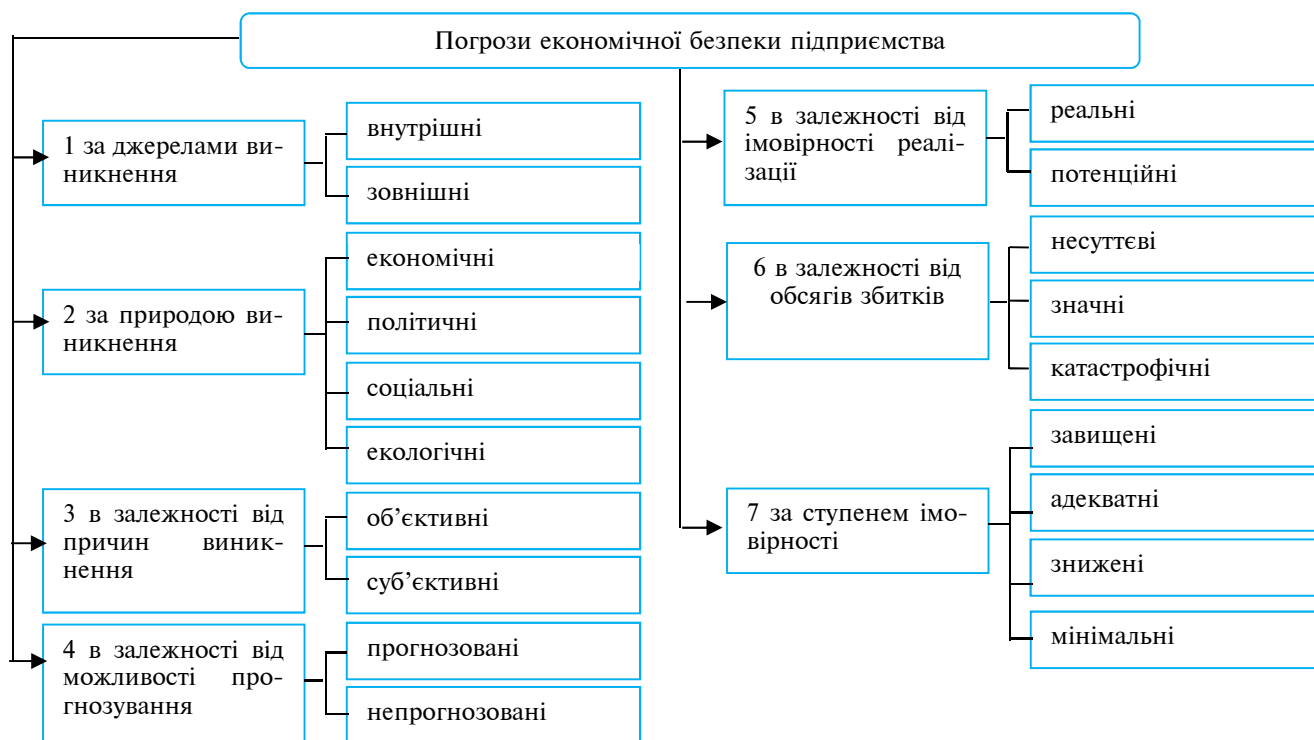 Погрози економічної безпеки підприємства
1 за джерелами ви-
никнення
внутрішні
зовнішні
2 за природою ви-
никнення
економічні
політичні
соціальні
екологічні
3 в залежності від
причин виник-
нення
об’єктивні
суб’єктивні
4 в залежності від
можливості про-
гнозування
прогнозовані
непрогнозовані
5 в залежності від
імовірності реалі-
зації
реальні
потенційні
6 в залежності від
обсягів збитків
несуттєві
значні
катастрофічні
7 за ступенем імо-
вірності
завищені
адекватні
знижені
мінімальні